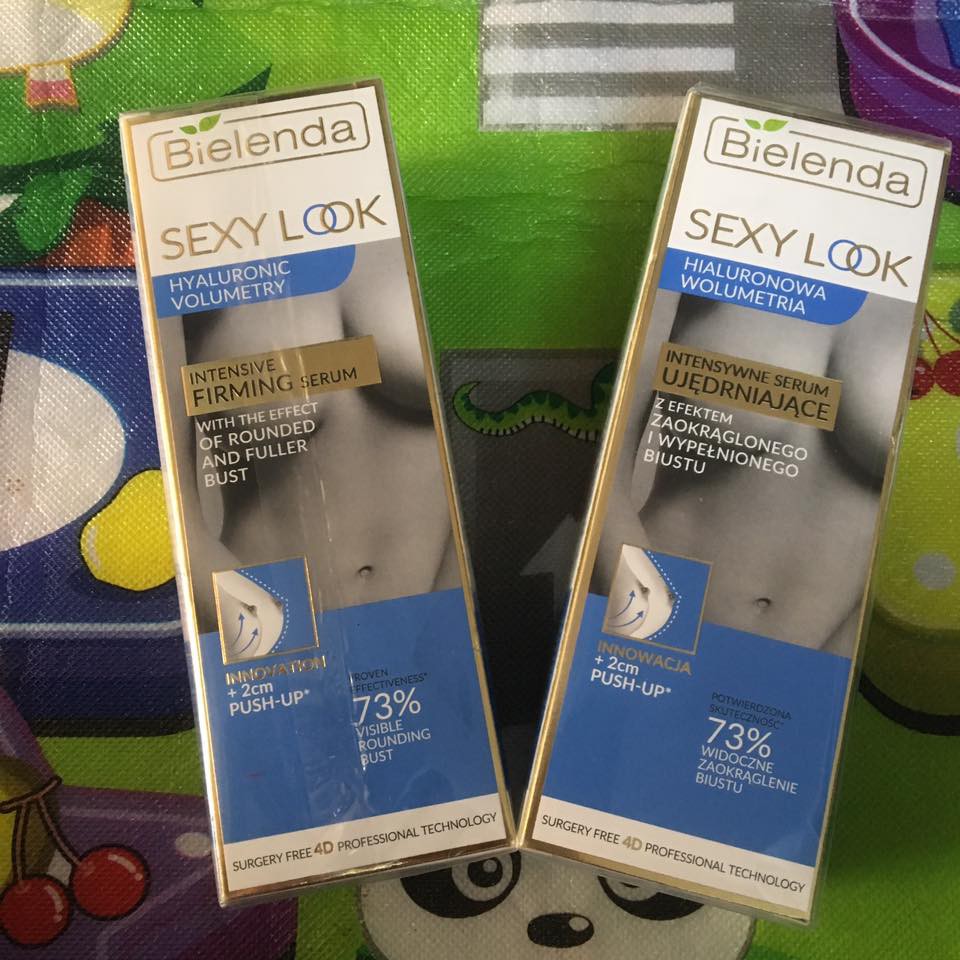 Bielenda
SEXY LOOK
HYALURONIC
VOLUMETRY
INTENSIVE
FIRMING SERUM
WITH THE EFFECT
OF ROUNDED
AND FULLER
BUST
INNOVATION
+ 2cm
PUSH-UP*
PROVEN
EFFECTIVENESS*
73%
VISIBLE
ROUNDING
BUST
SURGERY FREE 4D PROFESSIONAL TECHNOLOGY
Bielenda
SEXY LOOK
HIALURONOWA
WOLUMETRIA
INTENSYWNE SERUM
UJĘDRNIAJĄCE
Z EFEKTEM
ZAOKRĄGLONEGO
I WYPEŁNIONEGO
BIUSTU
INNOWACJA
+ 2cm
PUSH-UP*
POTWIERDZONA
SKUTECZNOŚĆ*
73%
WIDOCZNE
ZAOKRĄGLENIE
BIUSTU
SURGERY FREE 4D PROFESSIONAL TECHNOLOGY